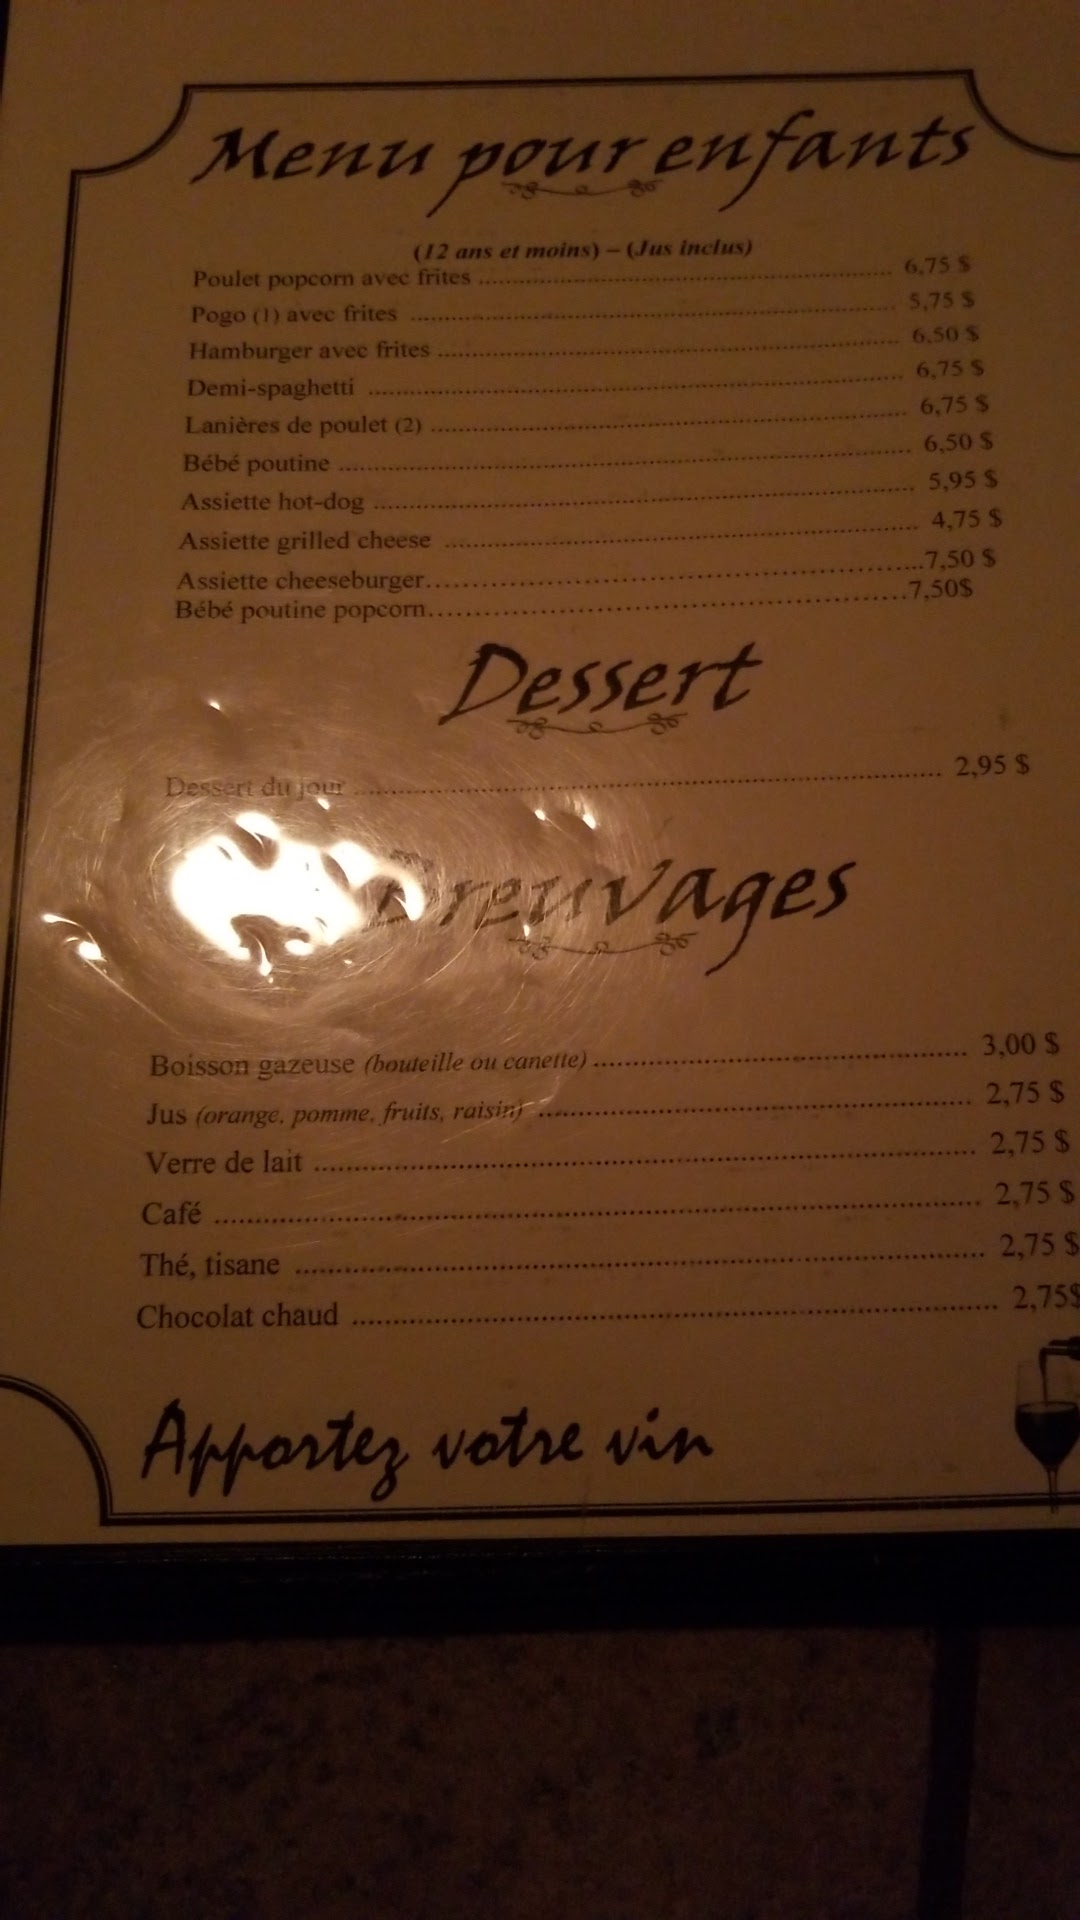 Menu pour enfants
(12 ans et moins) – (Jus inclus)
Poulet popcorn avec frites ........ 6,75 $
Pogo (1) avec frites ........ 5,75 $
Hamburger avec frites ........ 6,50 $
Demi-spaghetti ........ 6,75 $
Lanières de poulet (2) ........ 6,75 $
Bébé poutine ........ 6,50 $
Assiette hot-dog ........ 5,95 $
Assiette grilled cheese ........ 4,75 $
Assiette cheeseburger........7,50 $
Bébé poutine popcorn........7,50$
Dessert
Dessert du jour ........ 2,95 $
Breuvages
Boisson gazeuse (bouteille ou canette) ........ 3,00 $
Jus (orange, pomme, fruits, raisin) ........ 2,75 $
Verre de lait ........ 2,75 $
Café ........ 2,75 $
Thé, tisane ........ 2,75 $
Chocolat chaud ........ 2,75$
Apportez votre vin